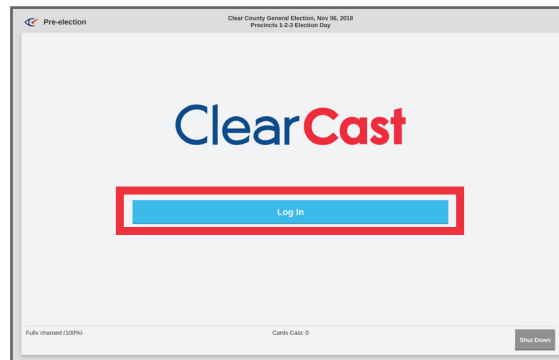 Pre-election
Clear County General Election, Nov 06, 2018
Precincts 1-2-3 Election Day
ClearCast
Log In
Fully charged (100%)
Cards Cast: 0
Shut Down